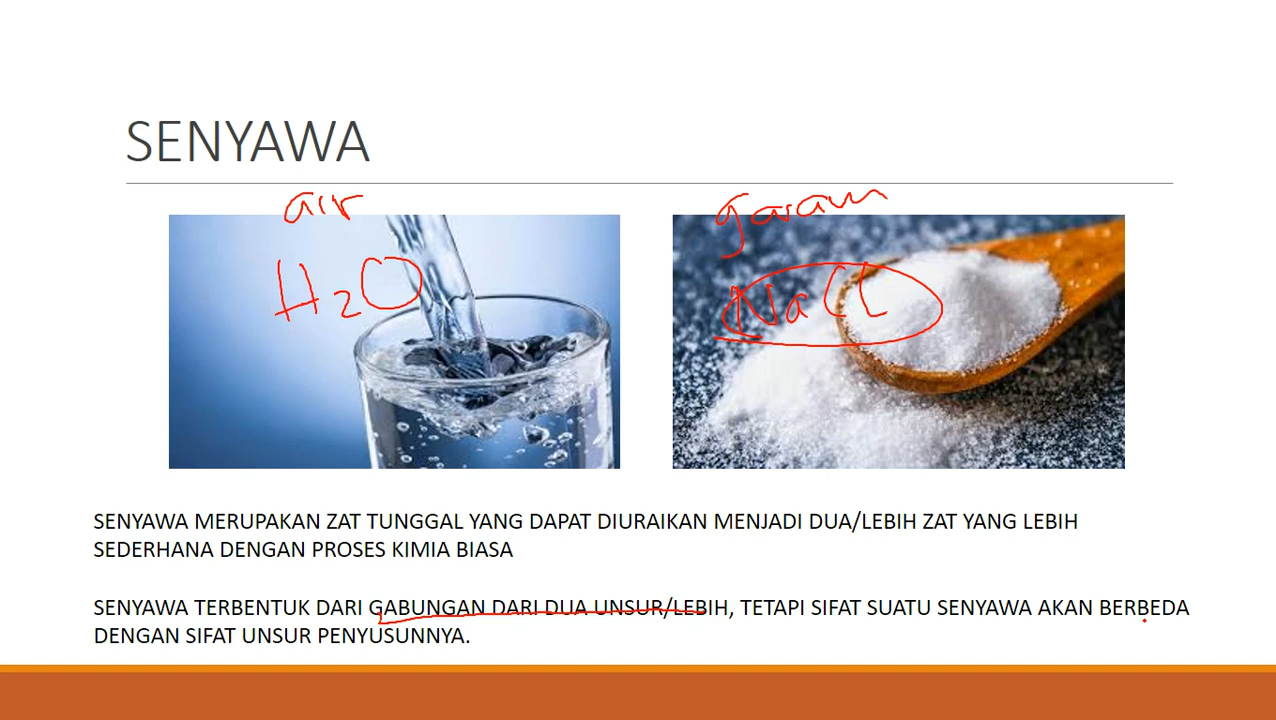 SENYAWA
air
garam
H2O
NaCl
SENYAWA MERUPAKAN ZAT TUNGGAL YANG DAPAT DIURAIKAN MENJADI DUA/LEBIH ZAT YANG LEBIH
SEDERHANA DENGAN PROSES KIMIA BIASA
SENYAWA TERBENTUK DARI GABUNGAN DARI DUA UNSUR/LEBIH, TETAPI SIFAT SUATU SENYAWA AKAN BERBEDA
DENGAN SIFAT UNSUR PENYUSUNNYA.